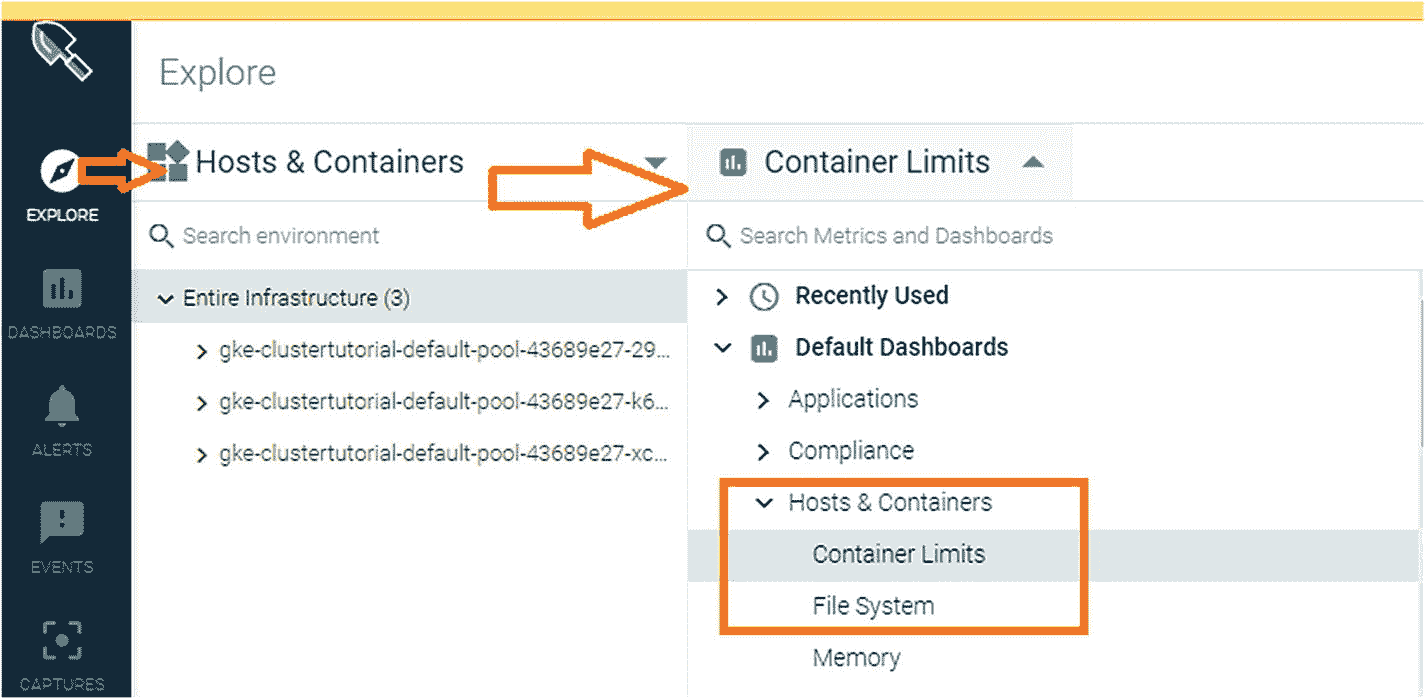 Explore
EXPLORE
DASHBOARDS
ALERTS
EVENTS
CAPTURES
Hosts & Containers
Search environment
Entire Infrastructure (3)
gke-clustertutorial-default-pool-43689e27-29...
gke-clustertutorial-default-pool-43689e27-k6...
gke-clustertutorial-default-pool-43689e27-xc...
Container Limits
Search Metrics and Dashboards
Recently Used
Default Dashboards
Applications
Compliance
Hosts & Containers
Container Limits
File System
Memory